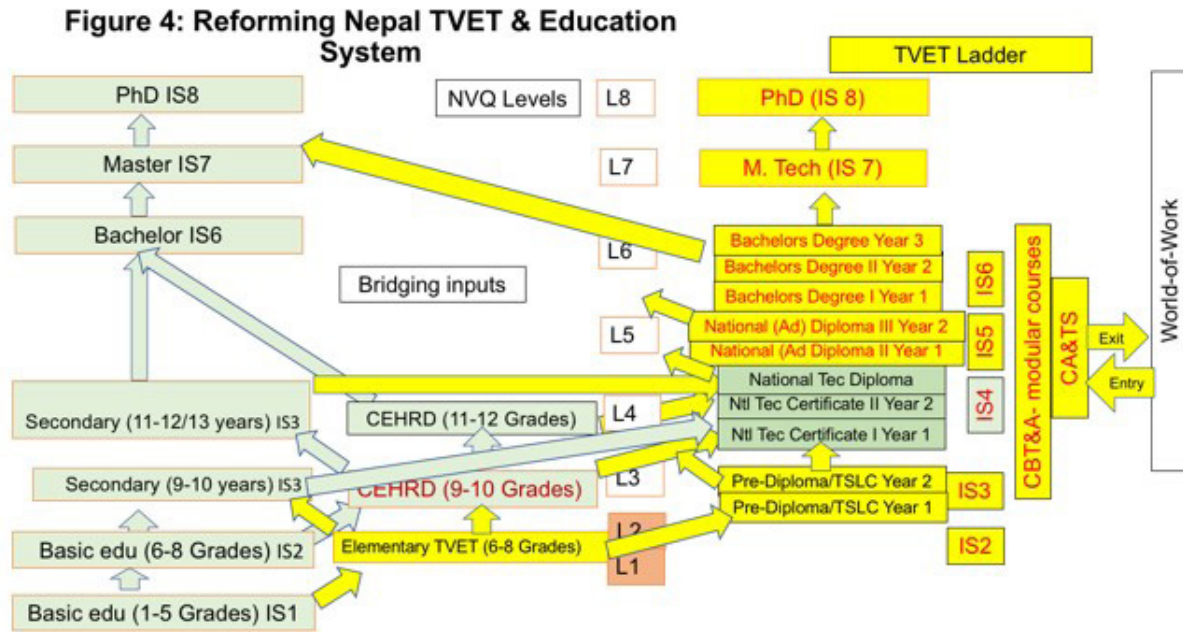 Figure 4: Reforming Nepal TVET & Education
System
TVET Ladder
PhD IS8
NVQ Levels
L8
PhD (IS 8)
Master IS7
L7
M. Tech (IS 7)
Bachelor IS6
L6
Bachelors Degree Year 3
Bachelors Degree II Year 2
Bachelors Degree I Year 1
IS6
Bridging inputs
L5
National (Ad) Diploma III Year 2
National (Ad Diploma II Year 1
IS5
National Tec Diploma
Ntl Tec Certificate II Year 2
Ntl Tec Certificate I Year 1
IS4
Secondary (11-12/13 years) IS3
CEHRD (11-12 Grades)
L4
Secondary (9-10 years) IS3
CEHRD (9-10 Grades)
L3
Pre-Diploma/TSLC Year 2
Pre-Diploma/TSLC Year 1
IS3
Basic edu (6-8 Grades) IS2
Elementary TVET (6-8 Grades)
L2
L1
IS2
Basic edu (1-5 Grades) IS1
CBT&A- modular courses
CA&TS
Exit
Entry
World-of-Work